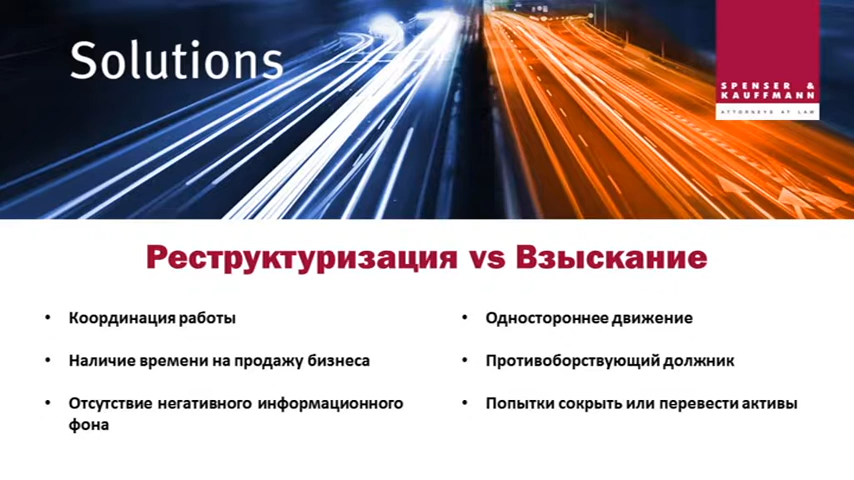 Solutions
SPENSER &
KAUFFMANN
ATTORNEYS AT LAW
Реструктуризация vs Взыскание
• Координация работы
• Наличие времени на продажу бизнеса
• Отсутствие негативного информационного
фона
• Одностороннее движение
• Противоборствующий должник
• Попытки сокрыть или перевести активы